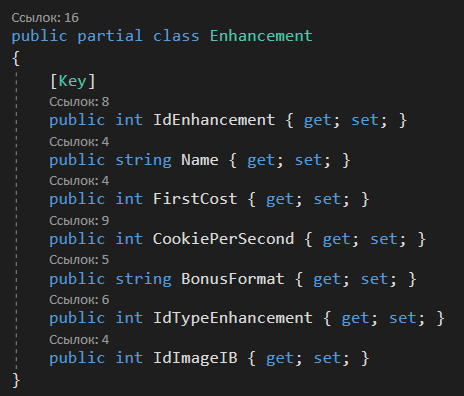 Ссылок: 16
public partial class Enhancement
{
[Key]
Ссылок: 8
public int IdEnhancement { get; set; }
Ссылок: 4
public string Name { get; set; }
Ссылок: 4
public int FirstCost { get; set; }
Ссылок: 9
public int CookiePerSecond { get; set; }
Ссылок: 5
public string BonusFormat { get; set; }
Ссылок: 6
public int IdTypeEnhancement { get; set; }
Ссылок: 4
public int IdImageIB { get; set; }
}